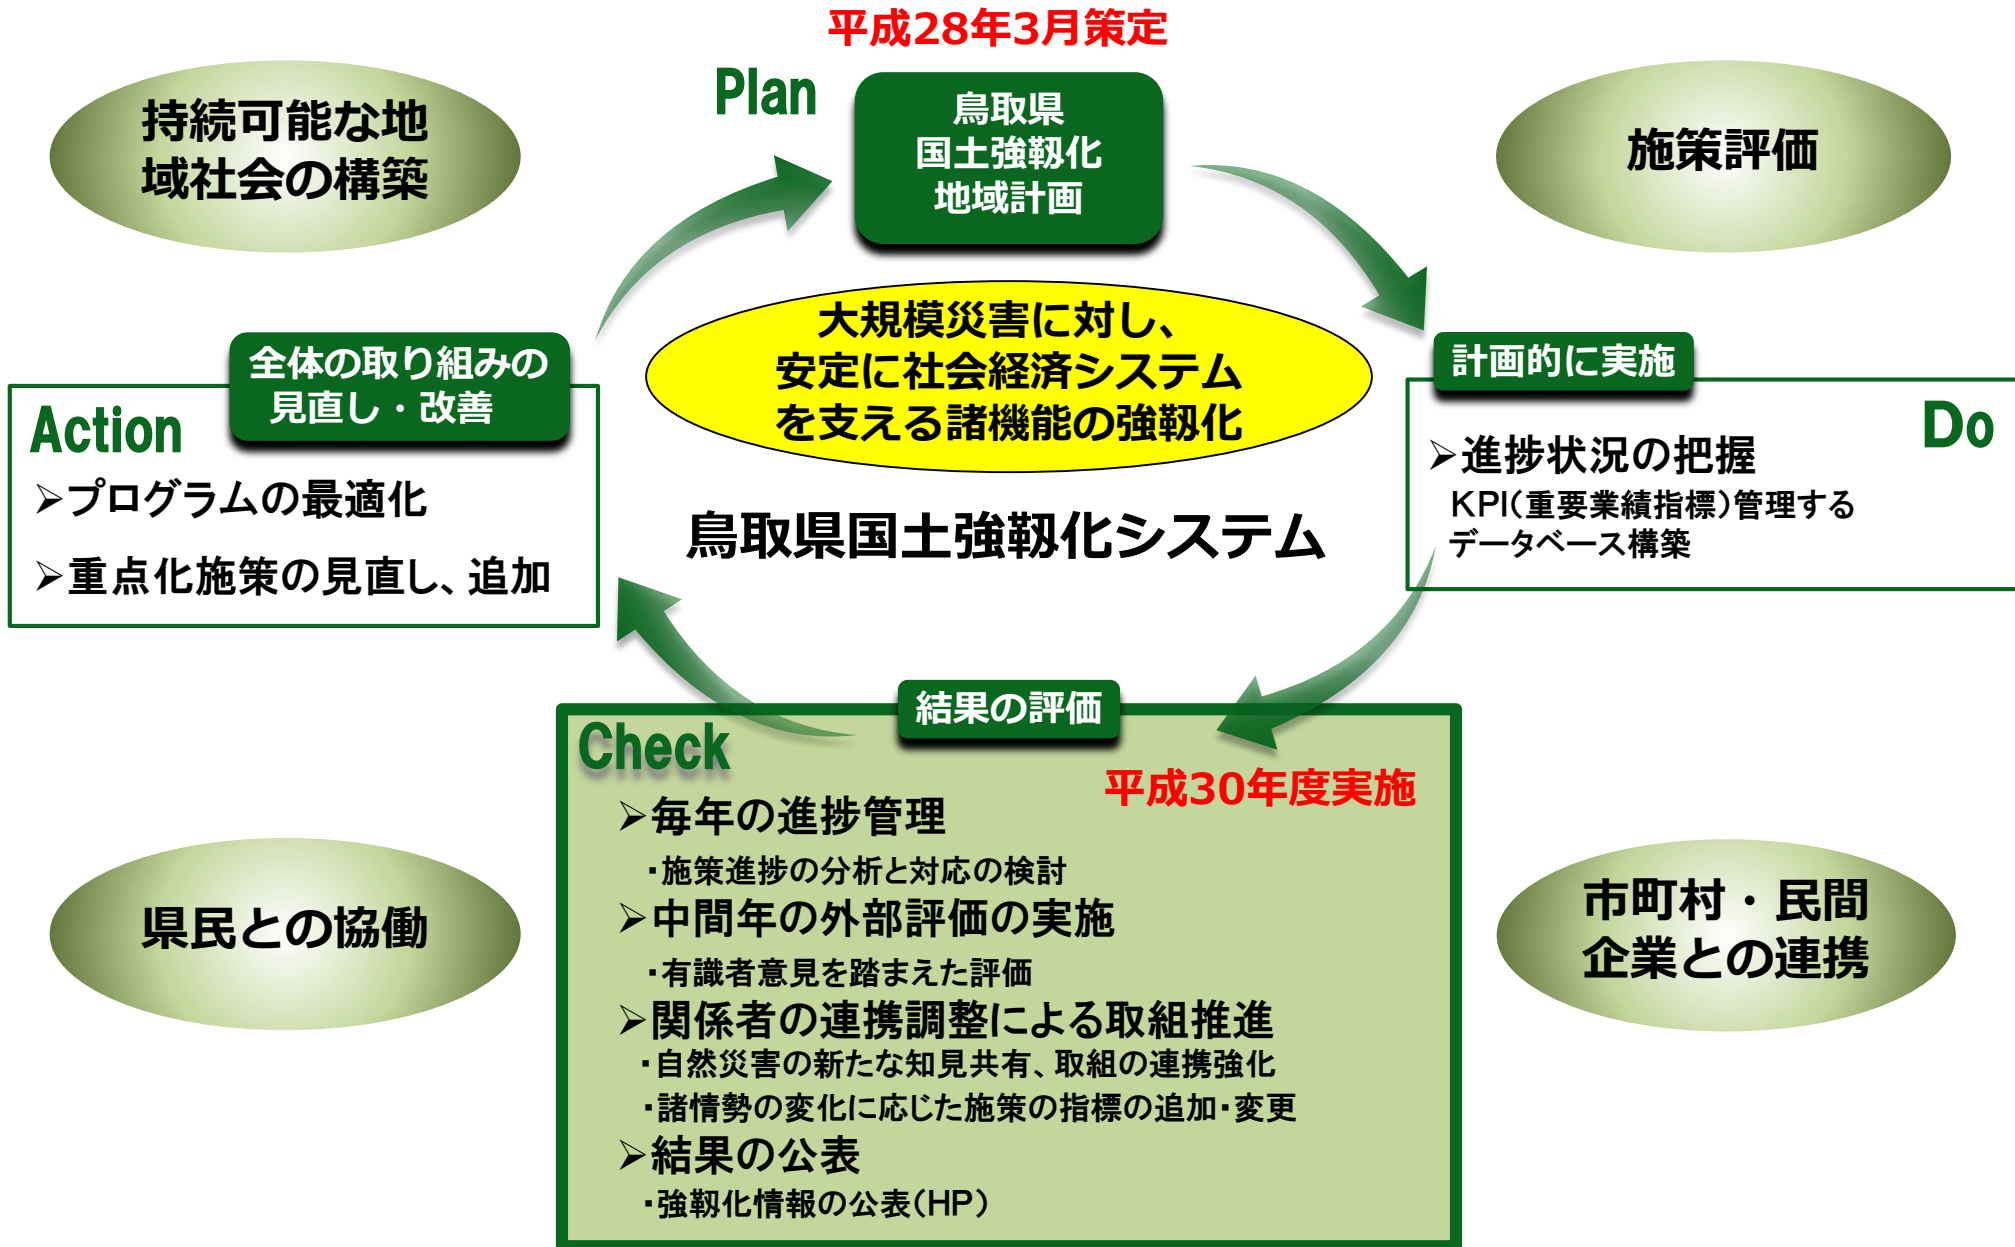 平成28年3月策定
Plan
鳥取県
国土強靱化
地域計画
持続可能な地
域社会の構築
施策評価
大規模災害に対し、
安定に社会経済システム
を支える諸機能の強靱化
鳥取県国土強靱化システム
計画的に実施
Do
➢進捗状況の把握
KPI(重要業績指標)管理する
データベース構築
結果の評価
Check
平成30年度実施
➢毎年の進捗管理
・施策進捗の分析と対応の検討
➢中間年の外部評価の実施
・有識者意見を踏まえた評価
➢関係者の連携調整による取組推進
・自然災害の新たな知見共有、取組の連携強化
・諸情勢の変化に応じた施策の指標の追加・変更
➢結果の公表
・強靱化情報の公表(HP)
全体の取り組みの
見直し・改善
Action
➢プログラムの最適化
➢重点化施策の見直し、追加
県民との協働
市町村・民間
企業との連携